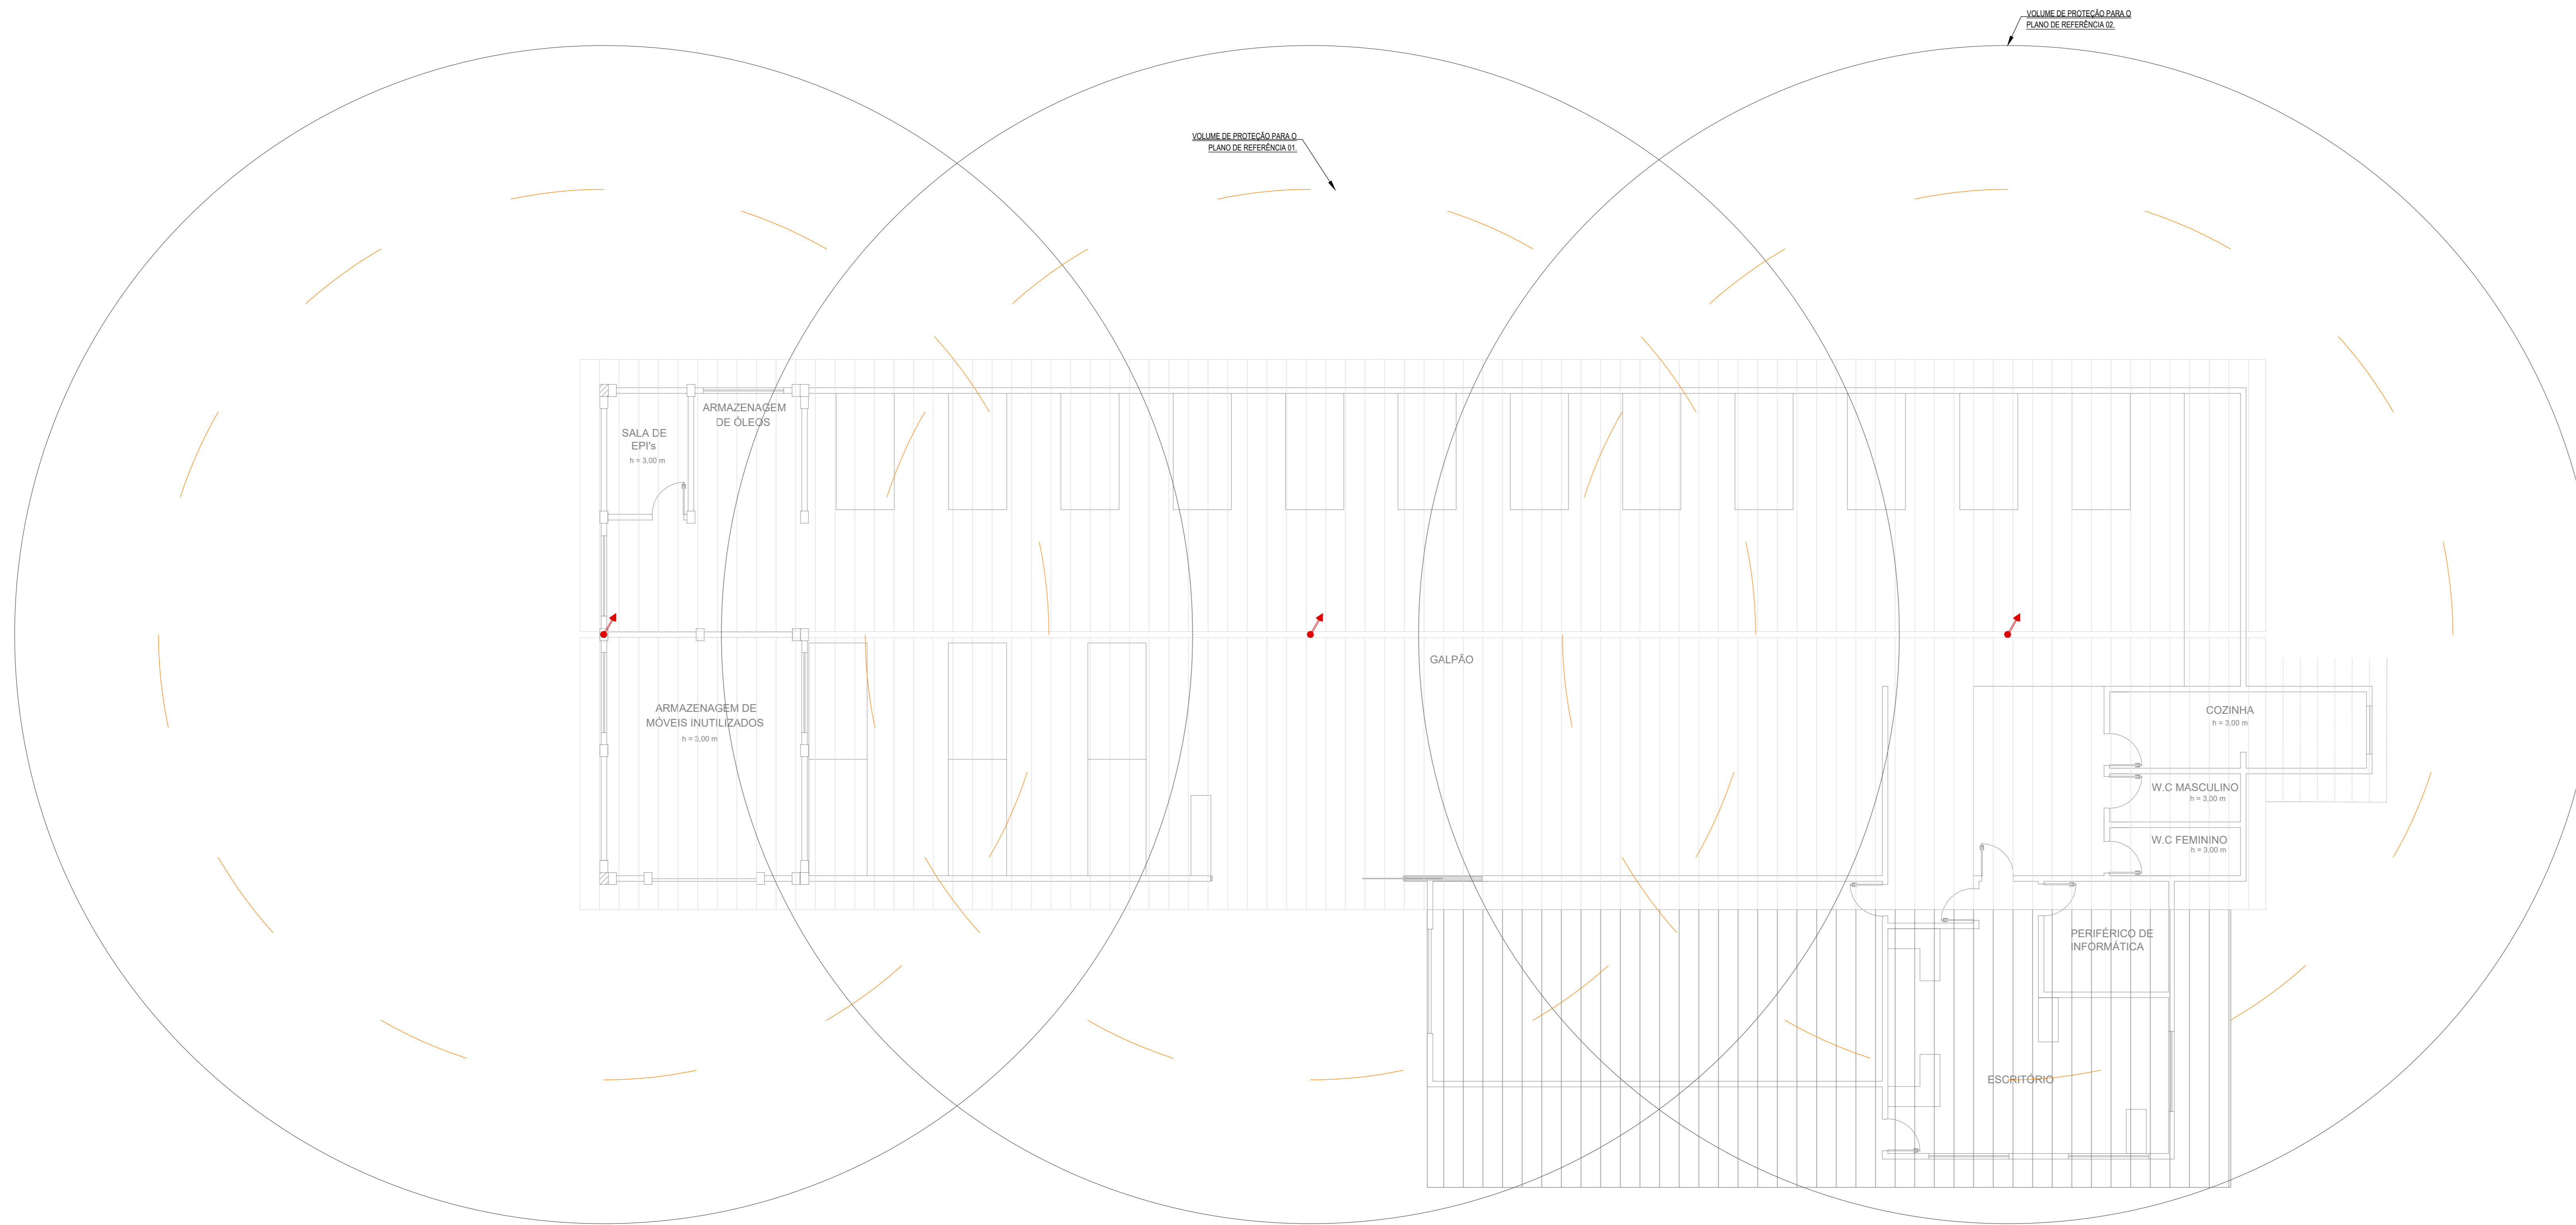 VOLUME DE PROTEÇÃO PARA O
PLANO DE REFERÊNCIA 02.
VOLUME DE PROTEÇÃO PARA O
PLANO DE REFERÊNCIA 01.
ARMAZENAGEM
DE ÓLEOS
SALA DE
EPI's
h = 3,00 m
GALPÃO
ARMAZENAGEM DE
MÓVEIS INUTILIZADOS
h = 3,00 m
COZINHA
h = 3,00 m
W.C MASCULINO
h = 3,00 m
W.C FEMININO
h = 3,00 m
PERIFÉRICO DE
INFORMÁTICA
ESCRITÓRIO